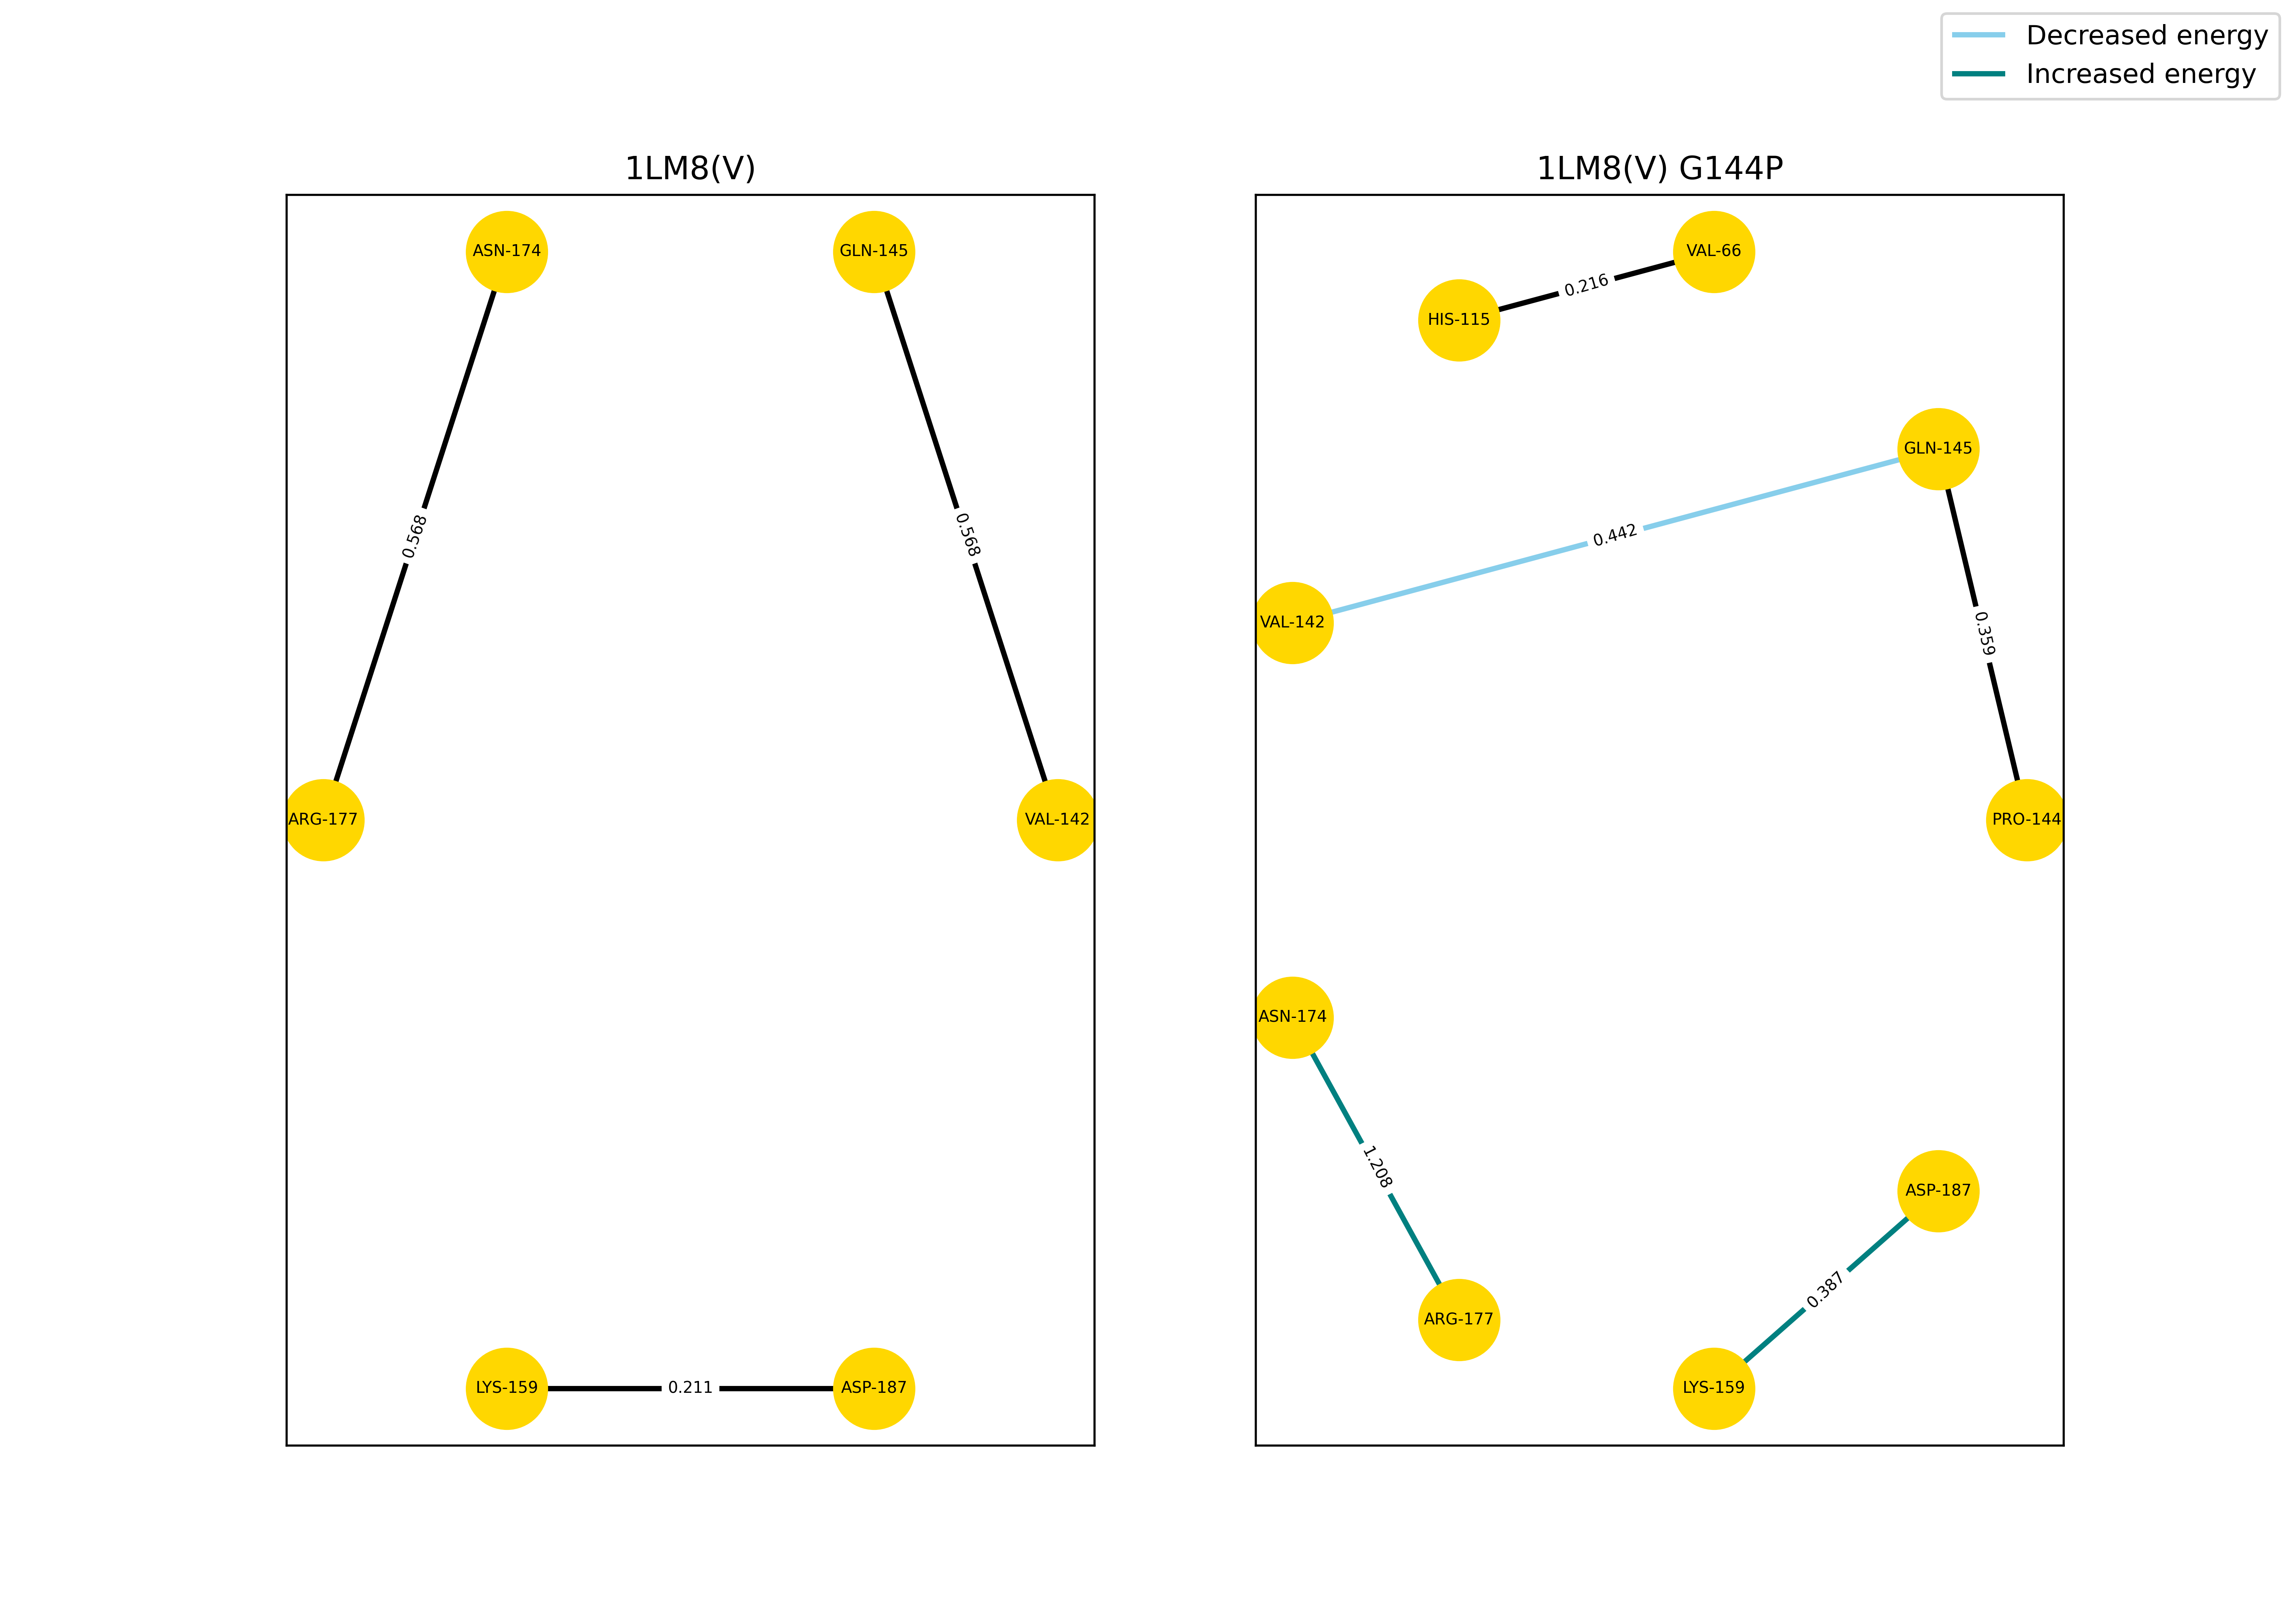 Decreased energy
Increased energy
1LM8(V)
ASN-174
GLN-145
0.568
0.568
ARG-177
VAL-142
LYS-159
0.211
ASP-187
1LM8(V) G144P
VAL-66
0.216
HIS-115
GLN-145
0.442
VAL-142
0.359
PRO-144
ASN-174
1.208
ASP-187
0.387
ARG-177
LYS-159